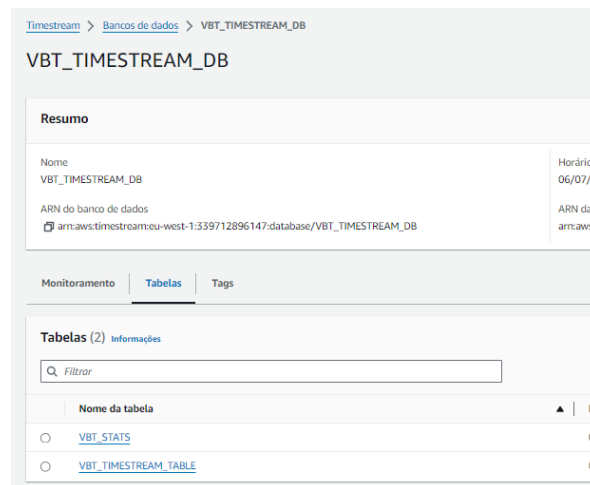 Timestream > Bancos de dados > VBT_TIMESTREAM_DB
VBT_TIMESTREAM_DB
Resumo
Nome
VBT_TIMESTREAM_DB
Horário
06/07/
ARN do banco de dados
arn:aws:timestream:eu-west-1:339712896147:database/VBT_TIMESTREAM_DB
ARN da
arn:aws
Monitoramento Tabelas Tags
Tabelas (2) Informações
Filtrar
Nome da tabela
VBT_STATS
VBT_TIMESTREAM_TABLE